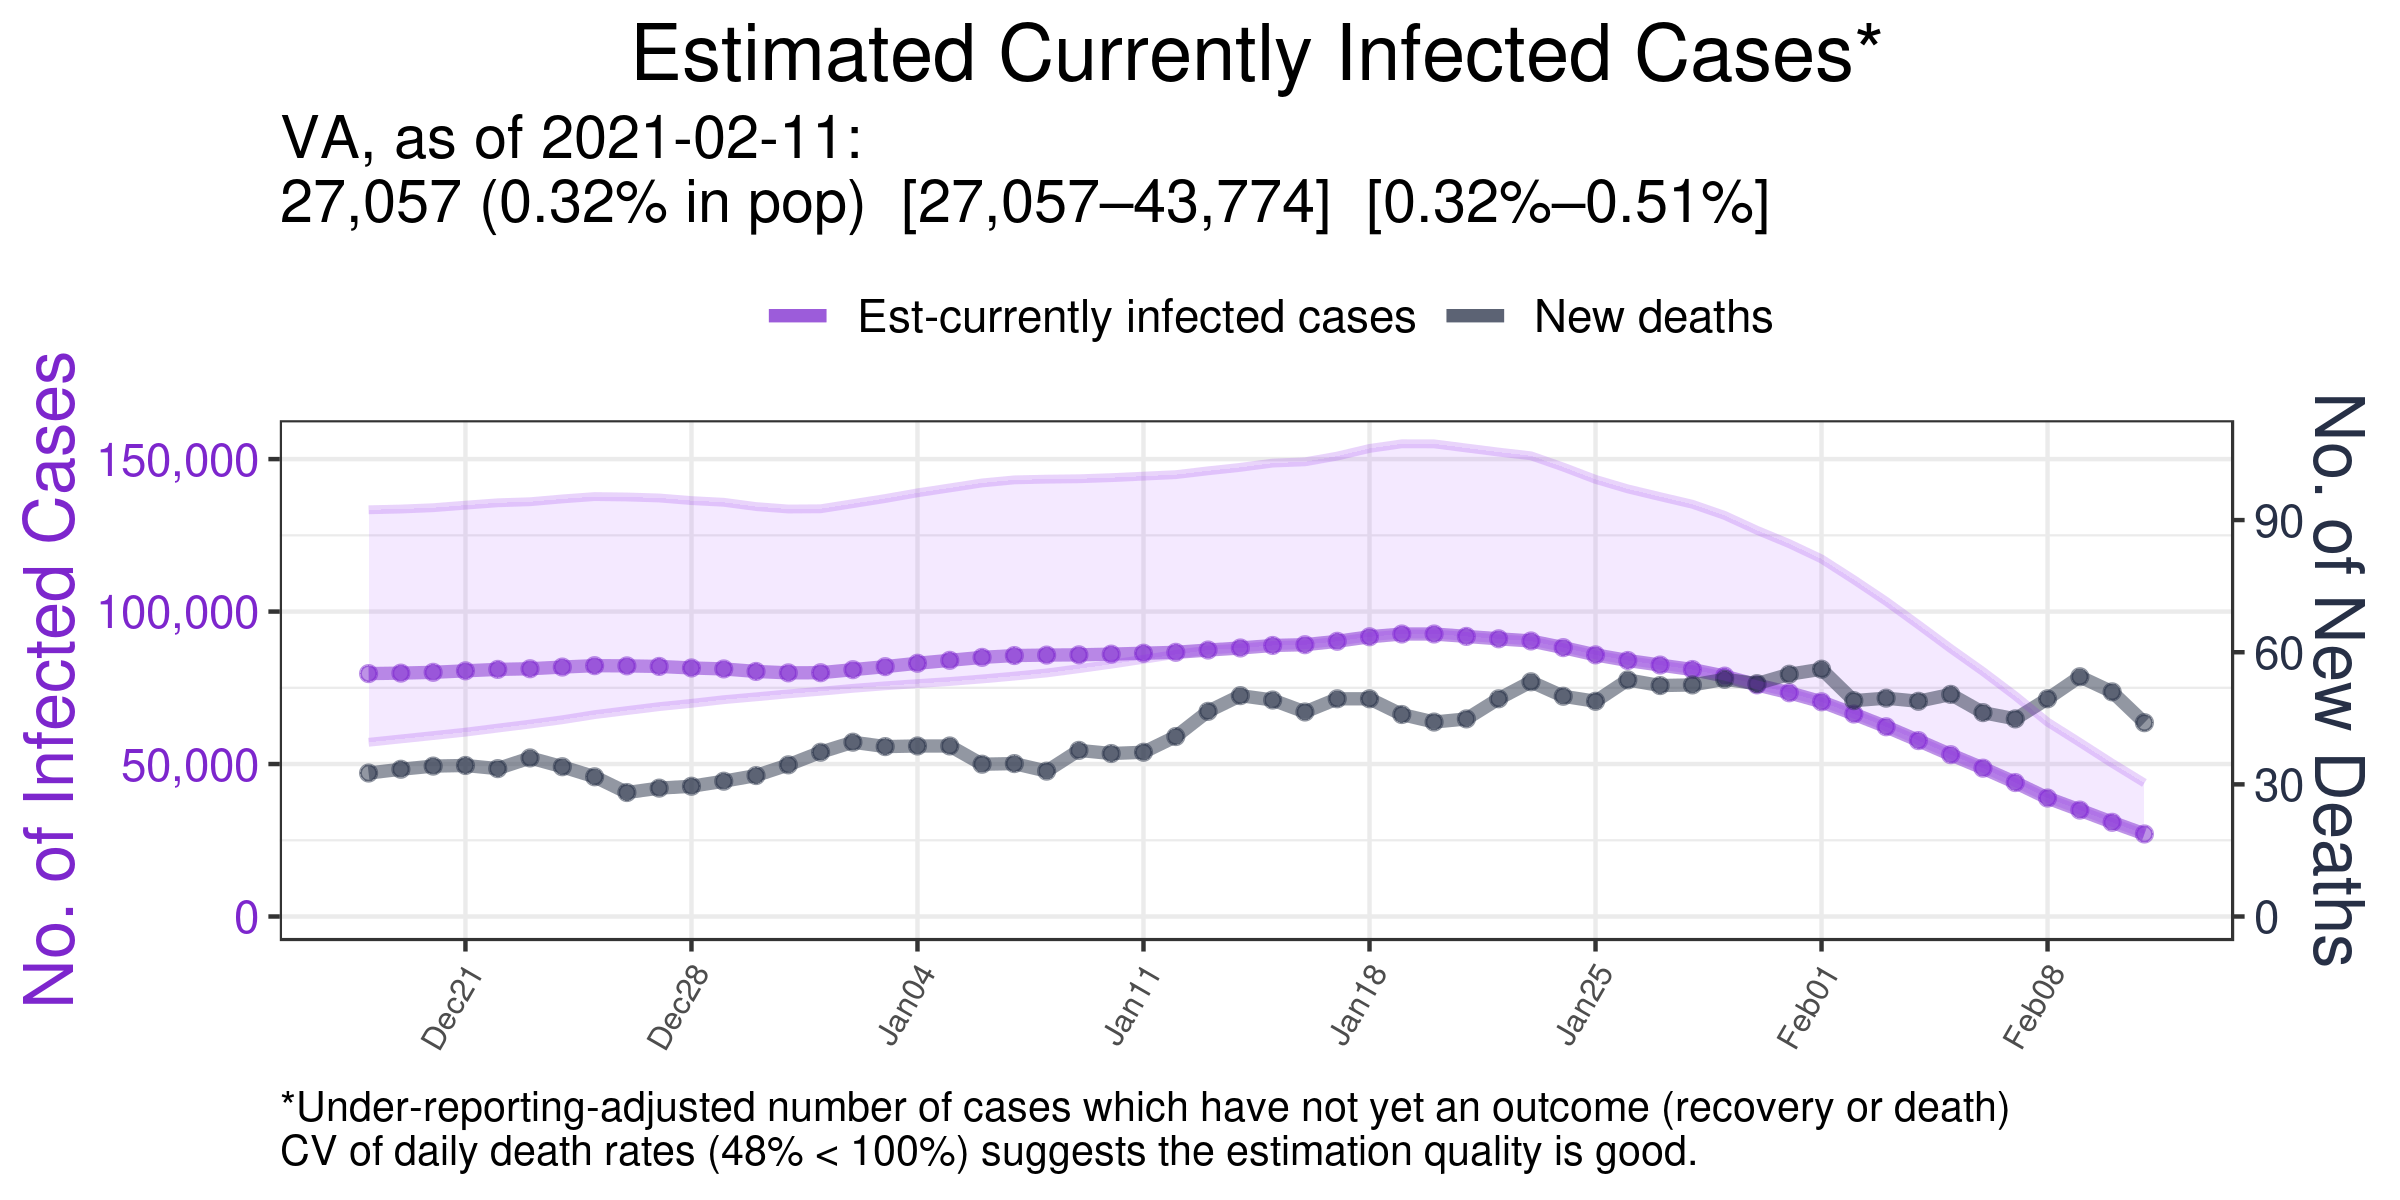 Estimated Currently Infected Cases*
VA, as of 2021-02-11:
27,057 (0.32% in pop)  [27,057–43,774]  [0.32%–0.51%]
Est-currently infected cases
New deaths
No. of Infected Cases
150,000
100,000
50,000
0
90
60
30
0
No. of New Deaths
Dec21
Dec28
Jan04
Jan11
Jan18
Jan25
Feb01
Feb08
*Under-reporting-adjusted number of cases which have not yet an outcome (recovery or death)
CV of daily death rates (48% < 100%) suggests the estimation quality is good.